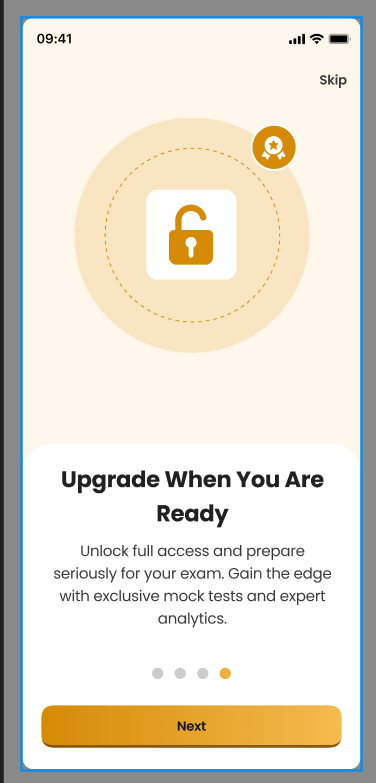 09:41
Skip
Upgrade When You Are
Ready
Unlock full access and prepare
seriously for your exam. Gain the edge
with exclusive mock tests and expert
analytics.
Next